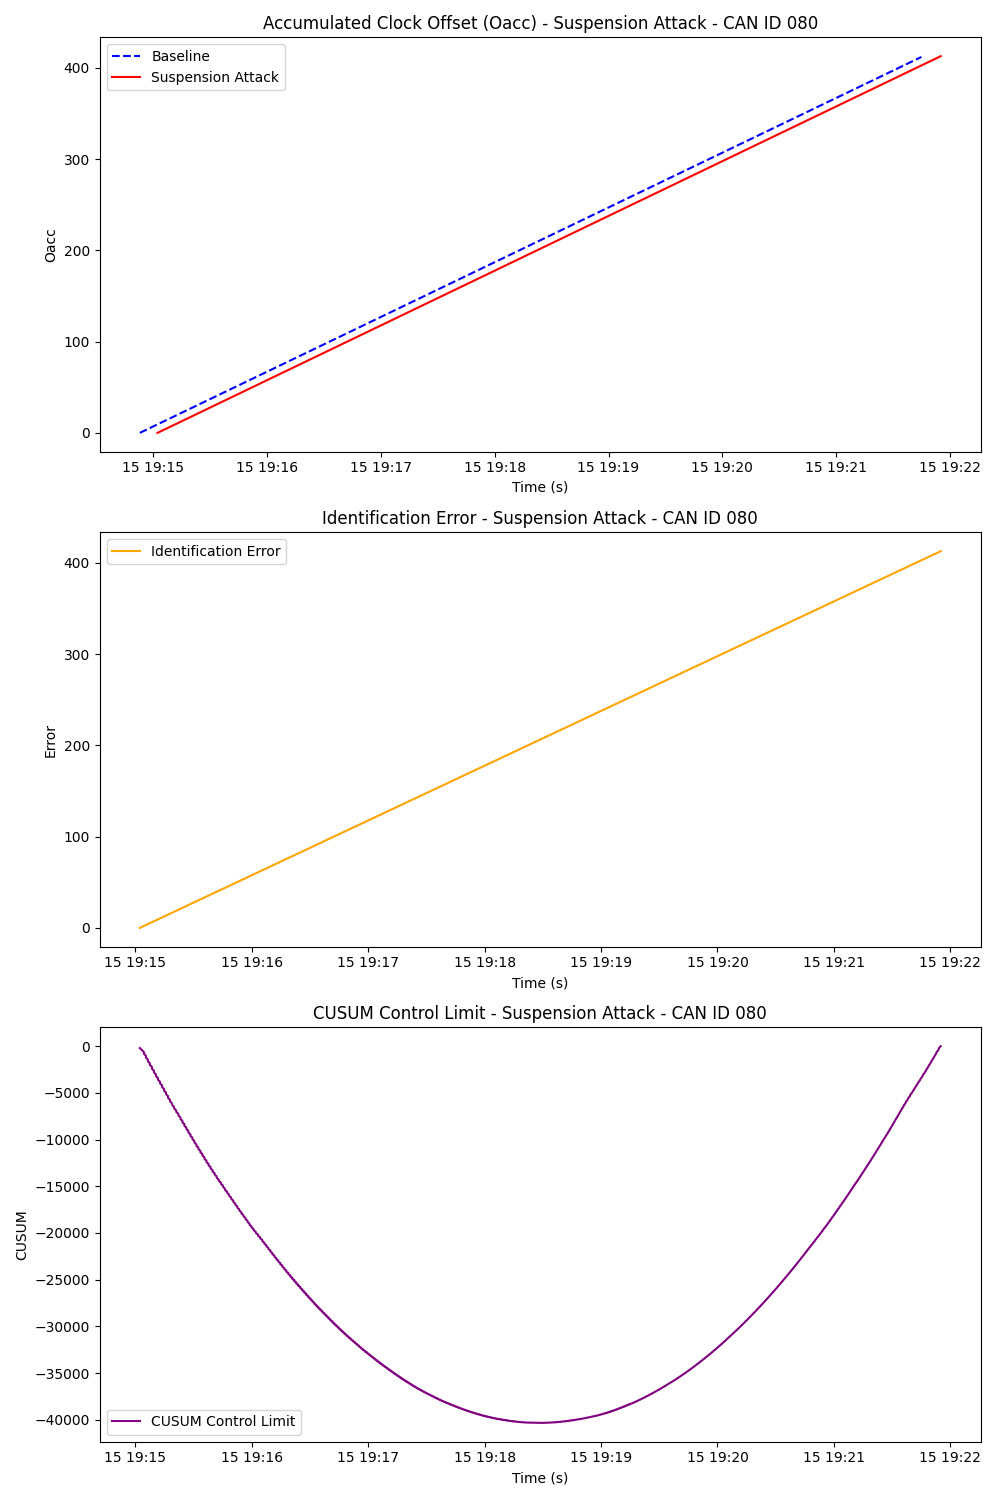 Accumulated Clock Offset (Oacc) - Suspension Attack - CAN ID 080
Baseline
Suspension Attack
400
300
200
100
0
Oacc
15 19:15 15 19:16 15 19:17 15 19:18 15 19:19 15 19:20 15 19:21 15 19:22
Time (s)
Identification Error - Suspension Attack - CAN ID 080
Identification Error
400
300
200
100
0
Error
15 19:15 15 19:16 15 19:17 15 19:18 15 19:19 15 19:20 15 19:21 15 19:22
Time (s)
CUSUM Control Limit - Suspension Attack - CAN ID 080
0
−5000
−10000
−15000
−20000
−25000
−30000
−35000
−40000
CUSUM
CUSUM Control Limit
15 19:15 15 19:16 15 19:17 15 19:18 15 19:19 15 19:20 15 19:21 15 19:22
Time (s)